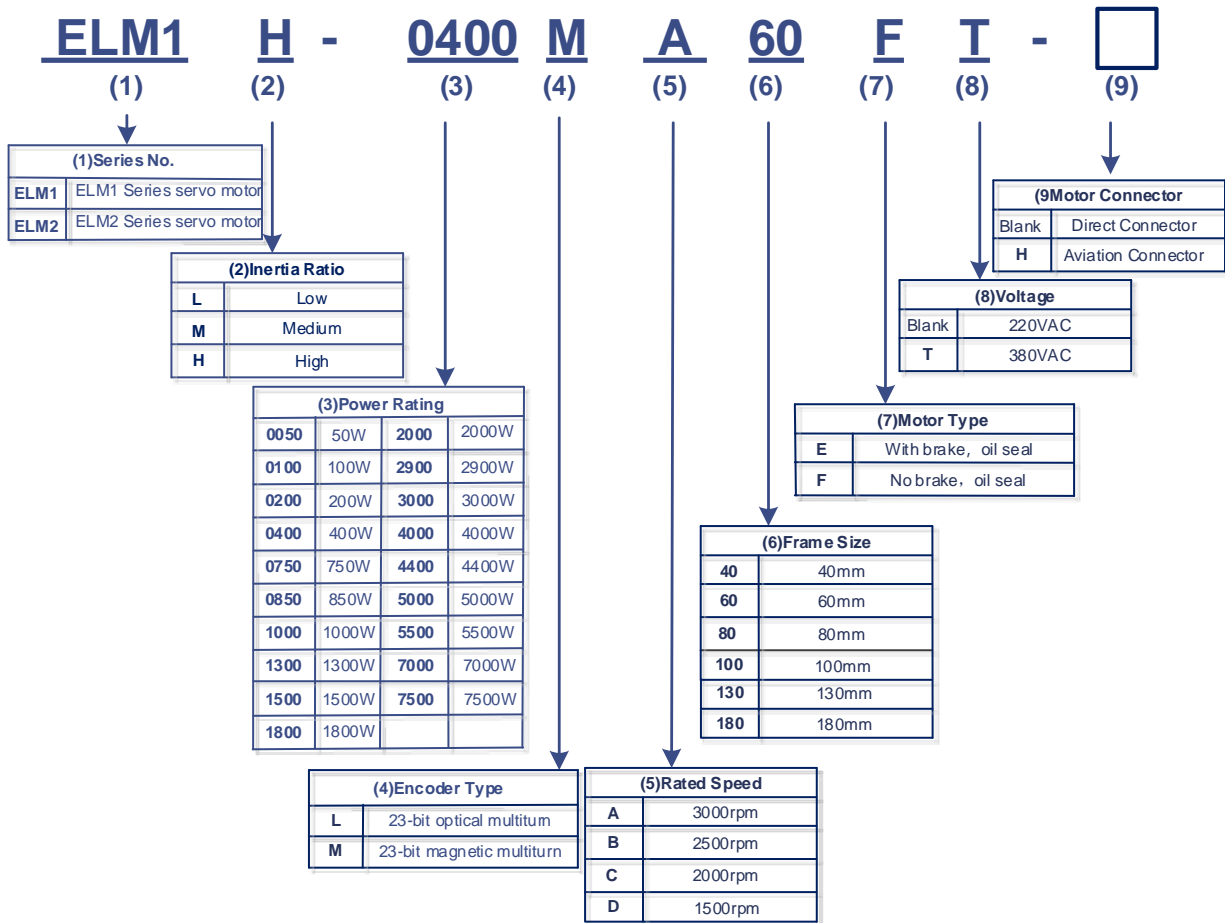 ELM1 H - 0400 M A 60 F T -
(1) (2) (3) (4) (5) (6) (7) (8) (9)
(1)Series No.
ELM1 ELM1 Series servo motor
ELM2 ELM2 Series servo motor
(2)Inertia Ratio
L Low
M Medium
H High
(3)Power Rating
0050 50W 2000 2000W
0100 100W 2900 2900W
0200 200W 3000 3000W
0400 400W 4000 4000W
0750 750W 4400 4400W
0850 850W 5000 5000W
1000 1000W 5500 5500W
1300 1300W 7000 7000W
1500 1500W 7500 7500W
1800 1800W
(4)Encoder Type
L 23-bit optical multiturn
M 23-bit magnetic multiturn
(5)Rated Speed
A 3000rpm
B 2500rpm
C 2000rpm
D 1500rpm
(6)Frame Size
40 40mm
60 60mm
80 80mm
100 100mm
130 130mm
180 180mm
(7)Motor Type
E With brake，oil seal
F No brake，oil seal
(8)Voltage
Blank 220VAC
T 380VAC
(9Motor Connector
Blank Direct Connector
H Aviation Connector